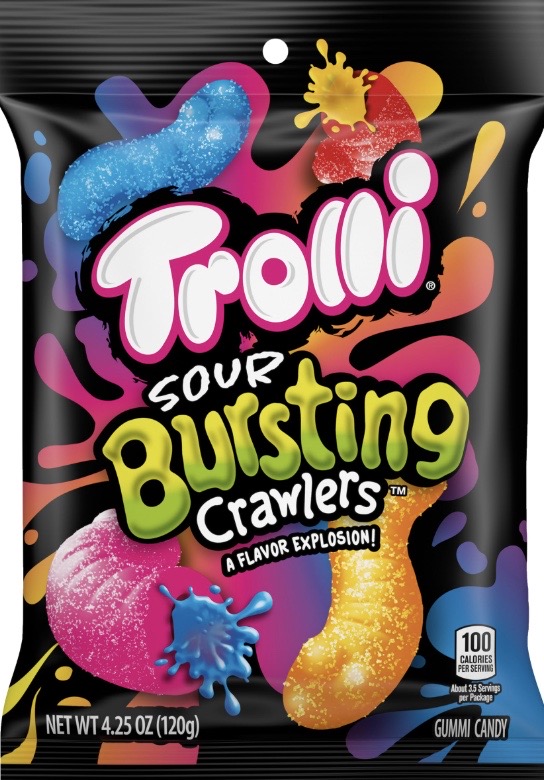 Trolli®
SOUR
Bursting
Crawlers™
A FLAVOR EXPLOSION!
100
CALORIES
PER SERVING
About 3.5 Servings
per Package
NET WT 4.25 OZ (120g)
GUMMI CANDY